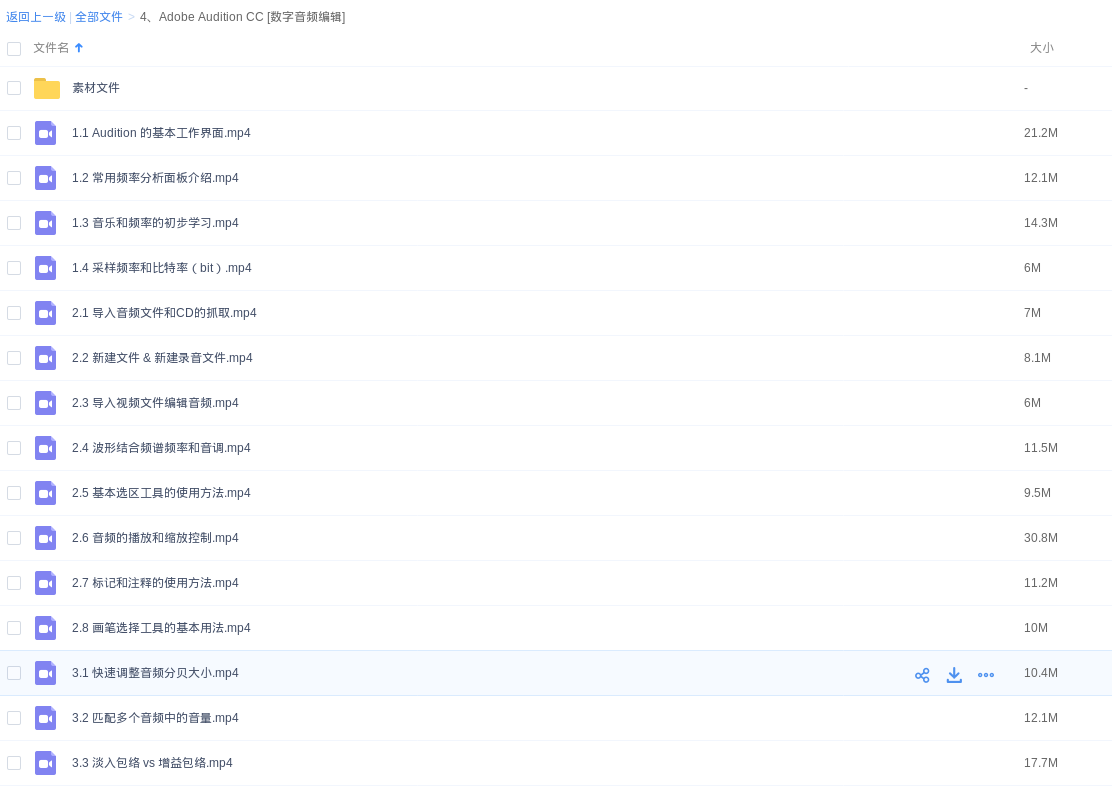 返回上一级 | 全部文件 > 4、Adobe Audition CC [数字音频编辑]
文件名 大小
素材文件 -
1.1 Audition 的基本工作界面.mp4 21.2M
1.2 常用频率分析面板介绍.mp4 12.1M
1.3 音乐和频率的初步学习.mp4 14.3M
1.4 采样频率和比特率（bit）.mp4 6M
2.1 导入音频文件和CD的抓取.mp4 7M
2.2 新建文件 & 新建录音文件.mp4 8.1M
2.3 导入视频文件编辑音频.mp4 6M
2.4 波形结合频谱频率和音调.mp4 11.5M
2.5 基本选区工具的使用方法.mp4 9.5M
2.6 音频的播放和缩放控制.mp4 30.8M
2.7 标记和注释的使用方法.mp4 11.2M
2.8 画笔选择工具的基本用法.mp4 10M
3.1 快速调整音频分贝大小.mp4 10.4M
3.2 匹配多个音频中的音量.mp4 12.1M
3.3 淡入包络 vs 增益包络.mp4 17.7M